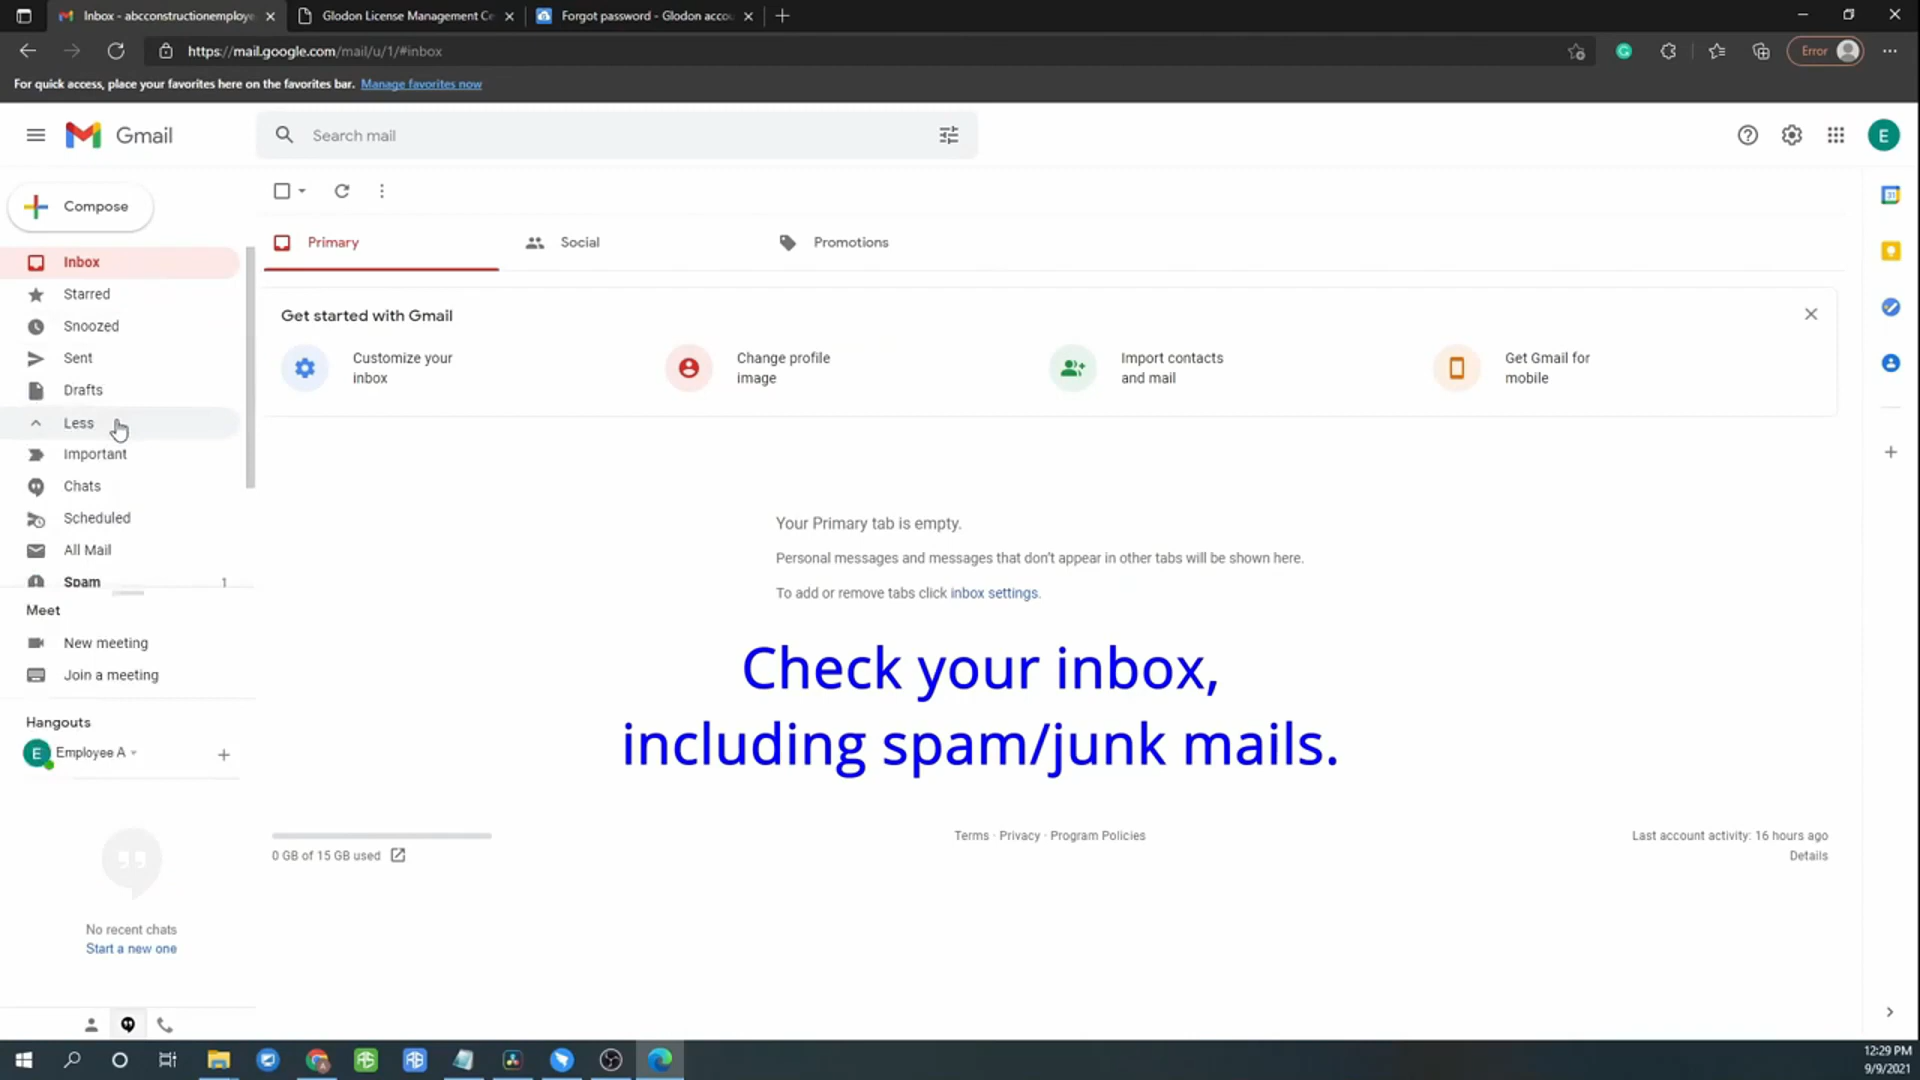 Inbox - abcconstructionemploye
Glodon License Management Ce
Forgot password - Glodon accou
https://mail.google.com/mail/u/1/#inbox
Error
For quick access, place your favorites here on the favorites bar. Manage favorites now
Gmail
Search mail
E
Compose
Primary
Social
Promotions
Inbox
Starred
Snoozed
Sent
Drafts
Less
Important
Chats
Scheduled
All Mail
Spam 1
Get started with Gmail
Customize your
inbox
Change profile
image
Import contacts
and mail
Get Gmail for
mobile
Your Primary tab is empty.
Personal messages and messages that don't appear in other tabs will be shown here.
To add or remove tabs click inbox settings.
Check your inbox,
including spam/junk mails.
Meet
New meeting
Join a meeting
Hangouts
E Employee A
No recent chats
Start a new one
0 GB of 15 GB used
Terms · Privacy · Program Policies
Last account activity: 16 hours ago
Details
12:29 PM
9/9/2021